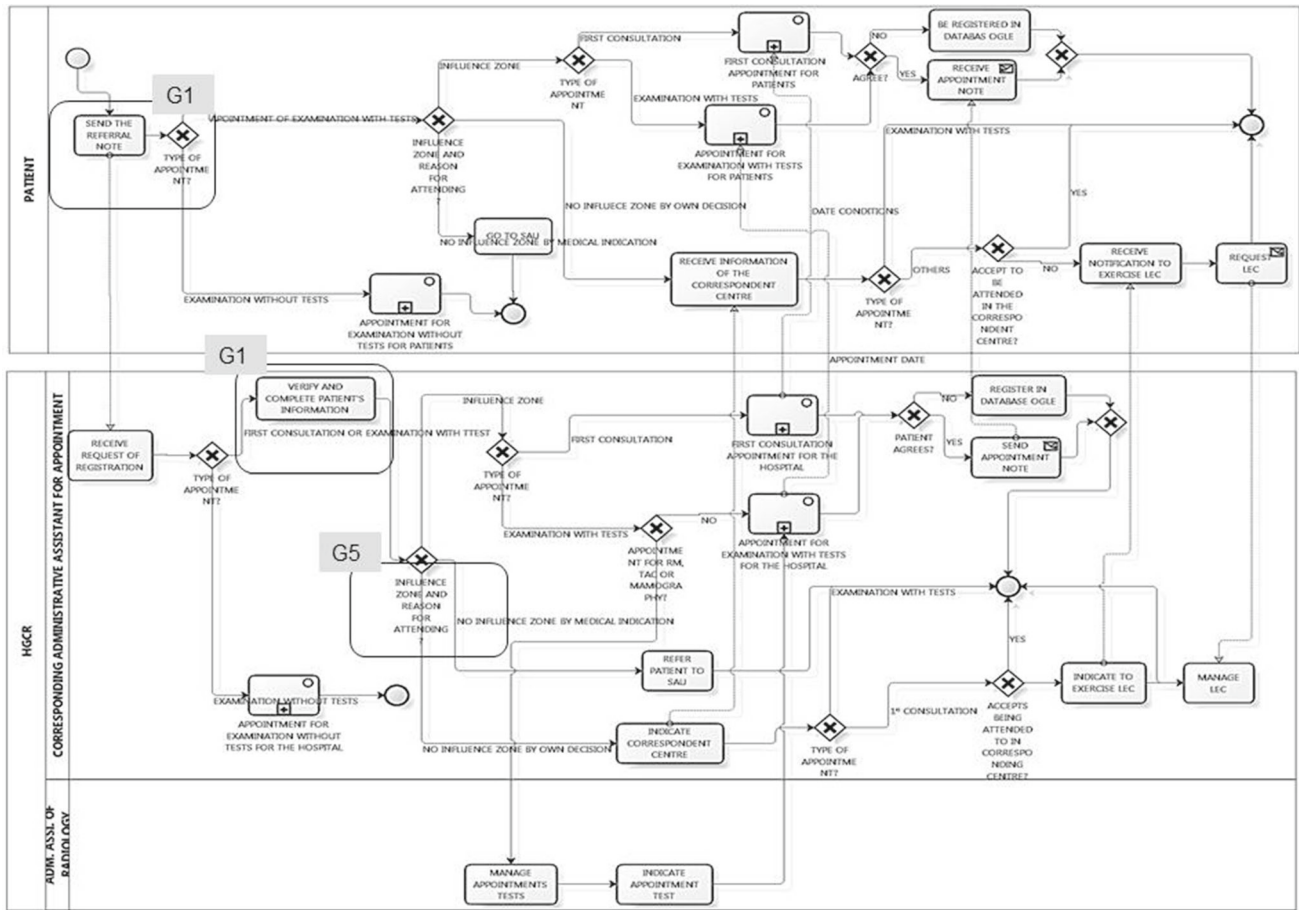 PATIENT
G1
SEND THE
REFERRAL
NOTE
TYPE OF
APPOINTME
NT?
APOINTMENT OF EXAMINATION WITH TESTS
INFLUENCE ZONE
INFLUENCE
ZONE AND
REASON
FOR
ATTENDING
?
FIRST CONSULTATION
TYPE OF
APPOINTME
NT
EXAMINATION WITH TESTS
FIRST CONSULTATION
APPOINTMENT FOR
PATIENTS
APPOINTMENT FOR
EXAMINATION WITH TESTS
FOR PATIENTS
AGREE?
NO
YES
BE REGISTERED IN
DATABAS OGLE
RECEIVE
APPOINTMENT
NOTE
EXAMINATION WITH TESTS
NO INFLUECE ZONE BY OWN DECISION
DATE CONDITIONS
YES
GO TO SAU
NO INFLUENCE ZONE BY MEDICAL INDICATION
RECEIVE INFORMATION
OF THE
CORRESPONDENT
CENTRE
TYPE OF
APPOINTME
NT?
OTHERS
ACCEPT TO
BE
ATTENDED
IN THE
CORRESPO
NDENT
CENTRE?
NO
RECEIVE
NOTIFICATION TO
EXERCISE LEC
REQUEST
LEC
EXAMINATION WITHOUT TESTS
APPOINTMENT FOR
EXAMINATION WITHOUT
TESTS FOR PATIENTS
APPOINTMENT DATE
HGCR
CORRESPONDING ADMINISTRATIVE ASSISTANT FOR APPOINTMENT
G1
VERIFY AND
COMPLETE PATIENT'S
INFORMATION
FIRST CONSULTATION OR EXAMINATION WITH TTEST
RECEIVE
REQUEST OF
REGISTRATION
TYPE OF
APPOINTME
NT?
INFLUENCE ZONE
FIRST CONSULTATION
TYPE OF
APPOINTME
NT?
EXAMINATION WITH TESTS
FIRST CONSULTATION
APPOINTMENT FOR THE
HOSPITAL
PATIENT
AGREES?
NO
YES
REGISTER IN
DATABASE OGLE
SEND
APPOINTMENT
NOTE
G5
INFLUENCE
ZONE AND
REASON
FOR
ATTENDING
?
NO
APPOINTME
NT FOR RM,
TAC OR
MAMOGRA
PHY?
APPOINTMENT FOR
EXAMINATION WITH TESTS
FOR THE HOSPITAL
EXAMINATION WITH TESTS
NO INFLUENCE ZONE BY MEDICAL INDICATION
YES
REFER
PATIENT TO
SAU
EXAMINATION WITHOUT TESTS
APPOINTMENT FOR
EXAMINATION WITHOUT
TESTS FOR THE HOSPITAL
NO INFLUENCE ZONE BY OWN DECISION
INDICATE
CORRESPONDENT
CENTRE
TYPE OF
APPOINTME
NT?
1st CONSULTATION
ACCEPTS
BEING
ATTENDED
TO IN
CORRESPO
NDING
CENTRE?
INDICATE TO
EXERCISE LEC
MANAGE
LEC
ADM. ASSI. OF
RADIOLOGY
MANAGE
APPOINTMENTS
TESTS
INDICATE
APPOINTMENT
TEST